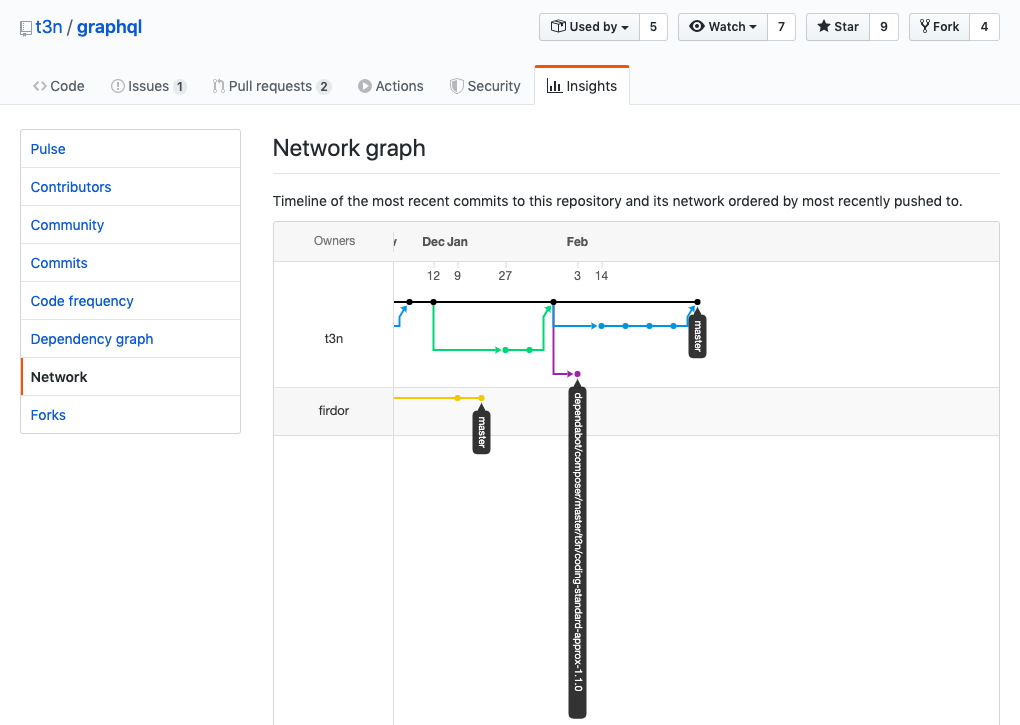 t3n / graphql
Used by 5 Watch 7 Star 9 Fork 4
Code Issues 1 Pull requests 2 Actions Security Insights
Pulse
Contributors
Community
Commits
Code frequency
Dependency graph
Network
Forks
Network graph
Timeline of the most recent commits to this repository and its network ordered by most recently pushed to.
Owners Dec Jan Feb
12 9 27 3 14
t3n
master
firdor
master
dependabot/composer/master/t3n/coding-standard-approx-1.1.0